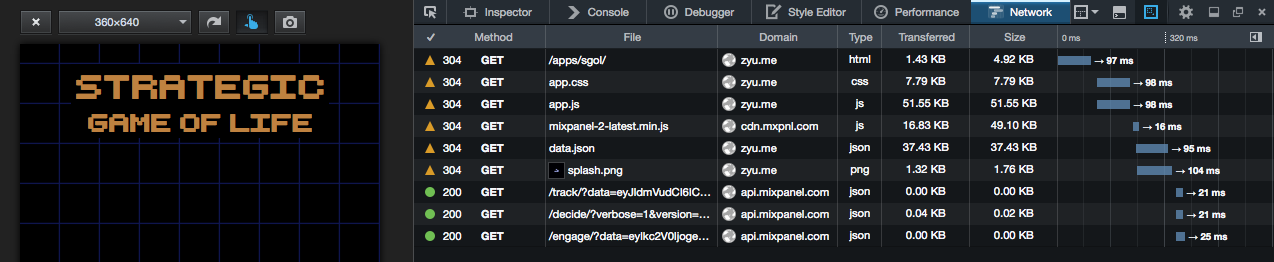 360×640
STRATEGIC
GAME OF LIFE
Inspector Console Debugger Style Editor Performance Network
Method File Domain Type Transferred Size 0 ms 320 ms
304 GET /apps/sgol/ zyu.me html 1.43 KB 4.92 KB → 97 ms
304 GET app.css zyu.me css 7.79 KB 7.79 KB → 98 ms
304 GET app.js zyu.me js 51.55 KB 51.55 KB → 98 ms
304 GET mixpanel-2-latest.min.js cdn.mxpnl.com js 16.83 KB 49.10 KB → 16 ms
304 GET data.json zyu.me json 37.43 KB 37.43 KB → 95 ms
304 GET splash.png zyu.me png 1.32 KB 1.76 KB → 104 ms
200 GET /track/?data=eyJldmVudCI6IC... api.mixpanel.com json 0.00 KB 0.00 KB → 21 ms
200 GET /decide/?verbose=1&version=... api.mixpanel.com json 0.04 KB 0.02 KB → 21 ms
200 GET /engage/?data=eyIkc2V0Ijoge... api.mixpanel.com json 0.00 KB 0.00 KB → 25 ms